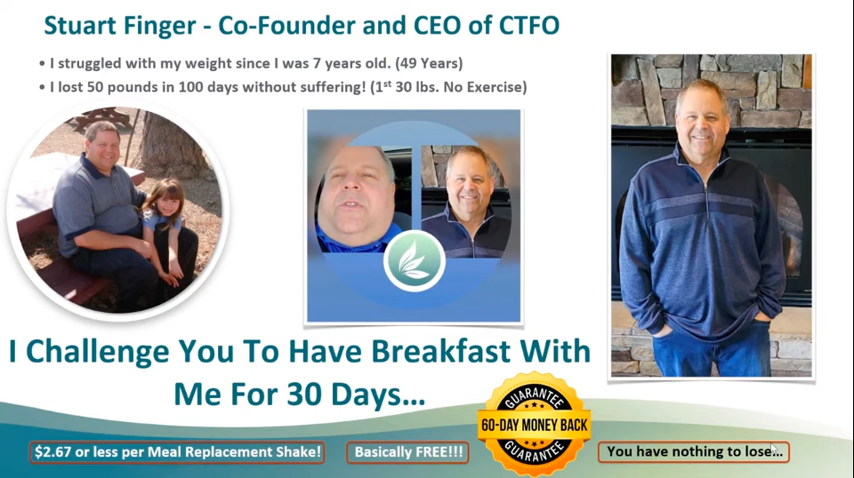 Stuart Finger - Co-Founder and CEO of CTFO
• I struggled with my weight since I was 7 years old. (49 Years)
• I lost 50 pounds in 100 days without suffering! (1st 30 lbs. No Exercise)
I Challenge You To Have Breakfast With
Me For 30 Days...
GUARANTEE
60-DAY MONEY BACK
GUARANTEE
$2.67 or less per Meal Replacement Shake!
Basically FREE!!!
You have nothing to lose...